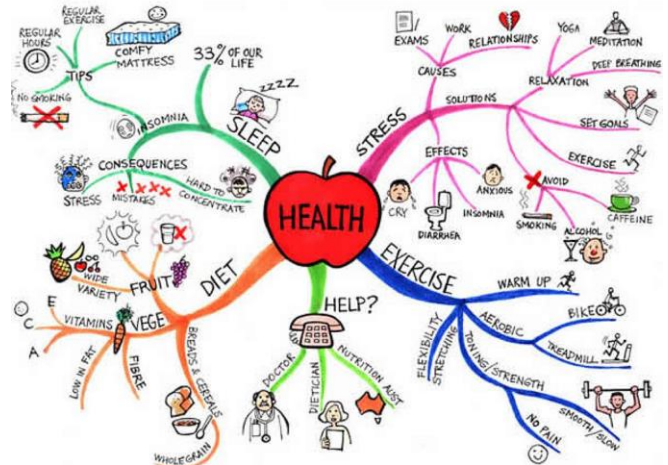 HEALTH
SLEEP
33% OF OUR
LIFE
ZZZZ
INSOMNIA
TIPS
REGULAR
HOURS
REGULAR
EXERCISE
COMFY
MATTRESS
NO SMOKING
CONSEQUENCES
STRESS
MISTAKES
HARD TO
CONCENTRATE
STRESS
CAUSES
EXAMS
WORK
RELATIONSHIPS
EFFECTS
CRY
DIARRHEA
INSOMNIA
ANXIOUS
SOLUTIONS
RELAXATION
YOGA
MEDITATION
DEEP BREATHING
SET GOALS
EXERCISE
AVOID
SMOKING
ALCOHOL
CAFFEINE
EXERCISE
WARM UP
AEROBIC
BIKE
TREADMILL
TONING/STRENGTH
SMOOTH/SLOW
NO PAIN
FLEXIBILITY
STRETCHING
HELP?
DOCTOR
DIETICIAN
NUTRITION AUST
DIET
FRUIT
WIDE
VARIETY
VEGE
VITAMINS
E
C
A
LOW IN FAT
FIBRE
BREADS & CEREALS
WHOLEGRAIN